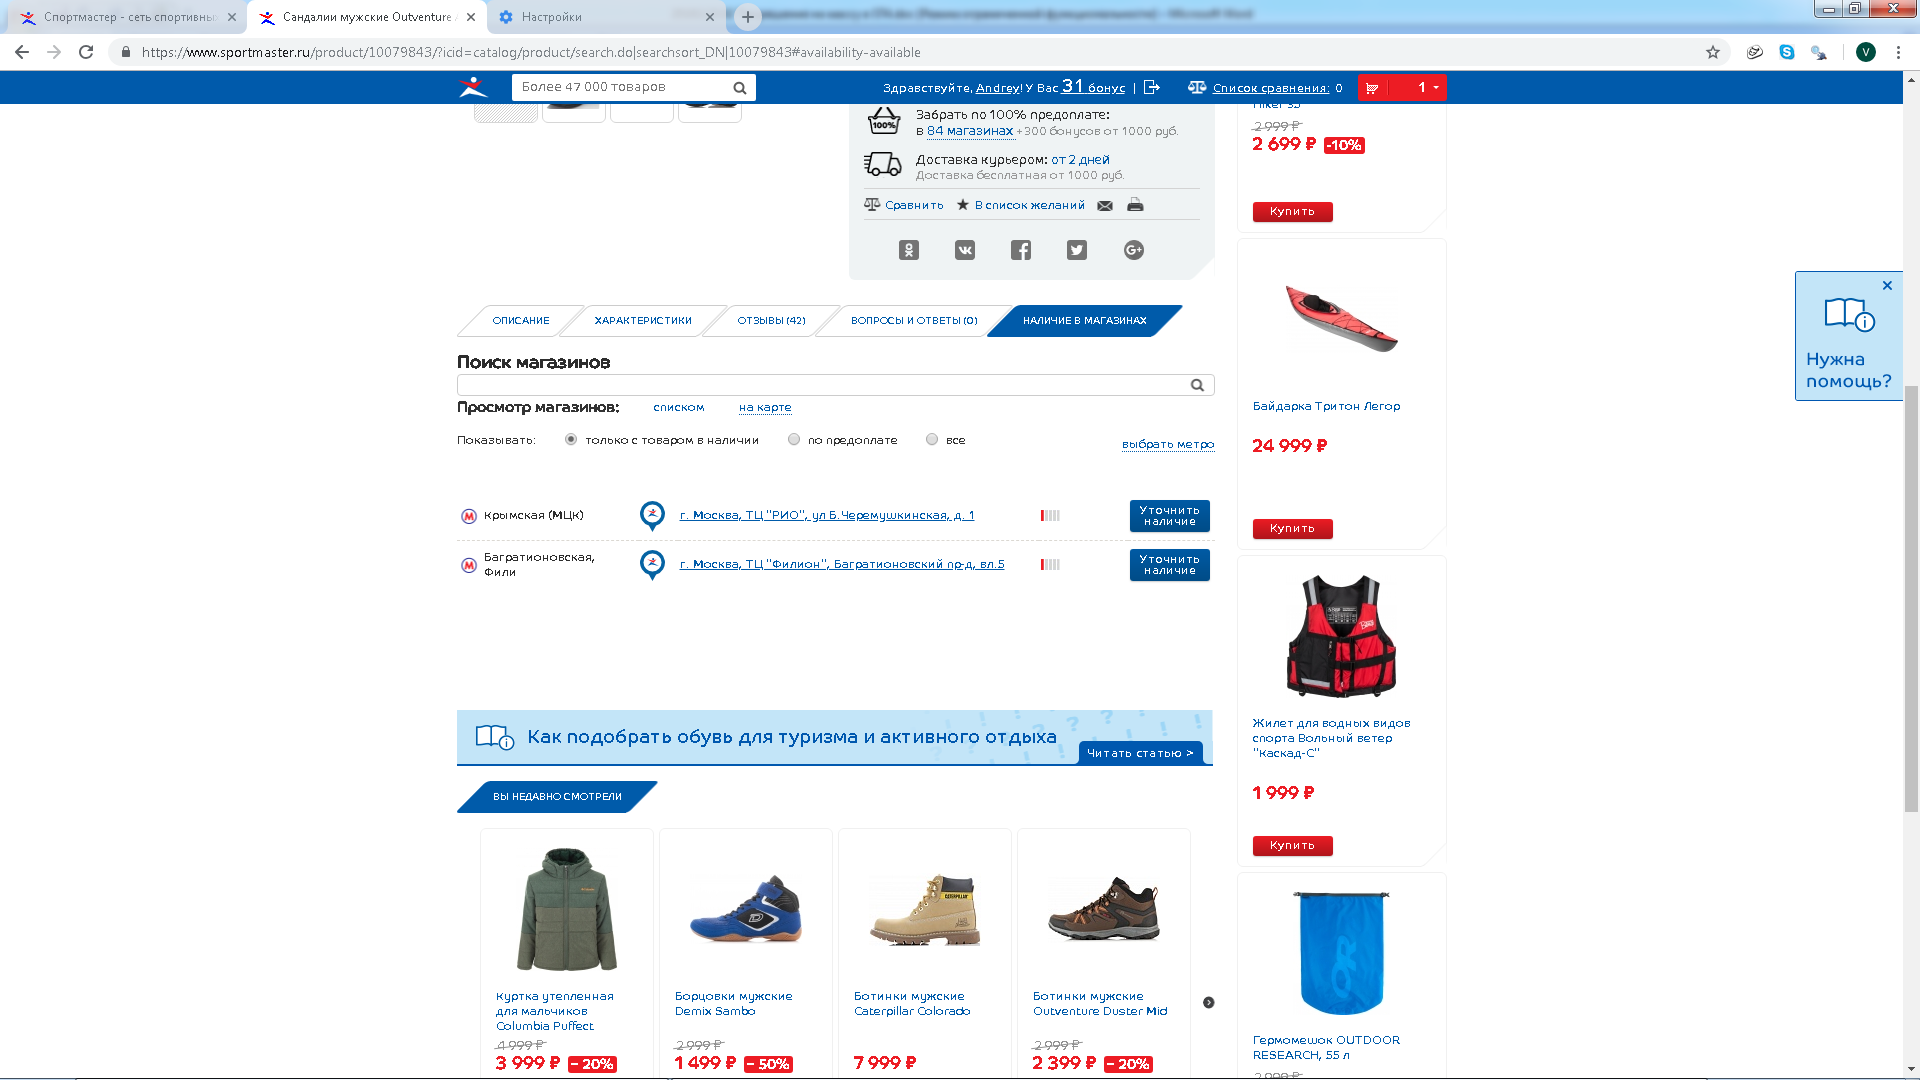 Спортмастер - сеть спортивны
Сандалии мужские Outventure
Настройки
https://www.sportmaster.ru/product/10079843/?icid=catalog/product/search.do|searchsort_DN|10079843#availability-available
V
Более 47 000 товаров
Здравствуйте, Andrey! У Вас 31 бонус |
Список сравнения: 0
1
100%
Забрать по 100% предоплате:
в 84 магазинах +300 бонусов от 1000 руб.
Доставка курьером: от 2 дней
Доставка бесплатная от 1000 руб.
Сравнить
В список желаний
ОПИСАНИЕ
ХАРАКТЕРИСТИКИ
ОТЗЫВЫ (42)
ВОПРОСЫ И ОТВЕТЫ (0)
НАЛИЧИЕ В МАГАЗИНАХ
Поиск магазинов
Просмотр магазинов: списком на карте
Показывать: только с товаром в наличии по предоплате все
выбрать метро
Крымская (МЦК)
г. Москва, ТЦ "РИО", ул Б.Черемушкинская, д. 1
Уточнить
наличие
Багратионовская,
Фили
г. Москва, ТЦ "Филион", Багратионовский пр-д, вл.5
Уточнить
наличие
Как подобрать обувь для туризма и активного отдыха
Читать статью >
ВЫ НЕДАВНО СМОТРЕЛИ
Куртка утепленная
для мальчиков
Columbia Puffect
4 999 ₽
3 999 ₽ – 20%
Борцовки мужские
Demix Sambo
2 999 ₽
1 499 ₽ – 50%
CATERPILLAR
Ботинки мужские
Caterpillar Colorado
7 999 ₽
Ботинки мужские
Outventure Duster Mid
2 999 ₽
2 399 ₽ – 20%
2 999 ₽
2 699 ₽ -10%
Купить
Байдарка Тритон Легор
24 999 ₽
Купить
Жилет для водных видов
спорта Вольный ветер
"Каскад-С"
1 999 ₽
Купить
OR
Гермомешок OUTDOOR
RESEARCH, 55 л
Нужна
помощь?